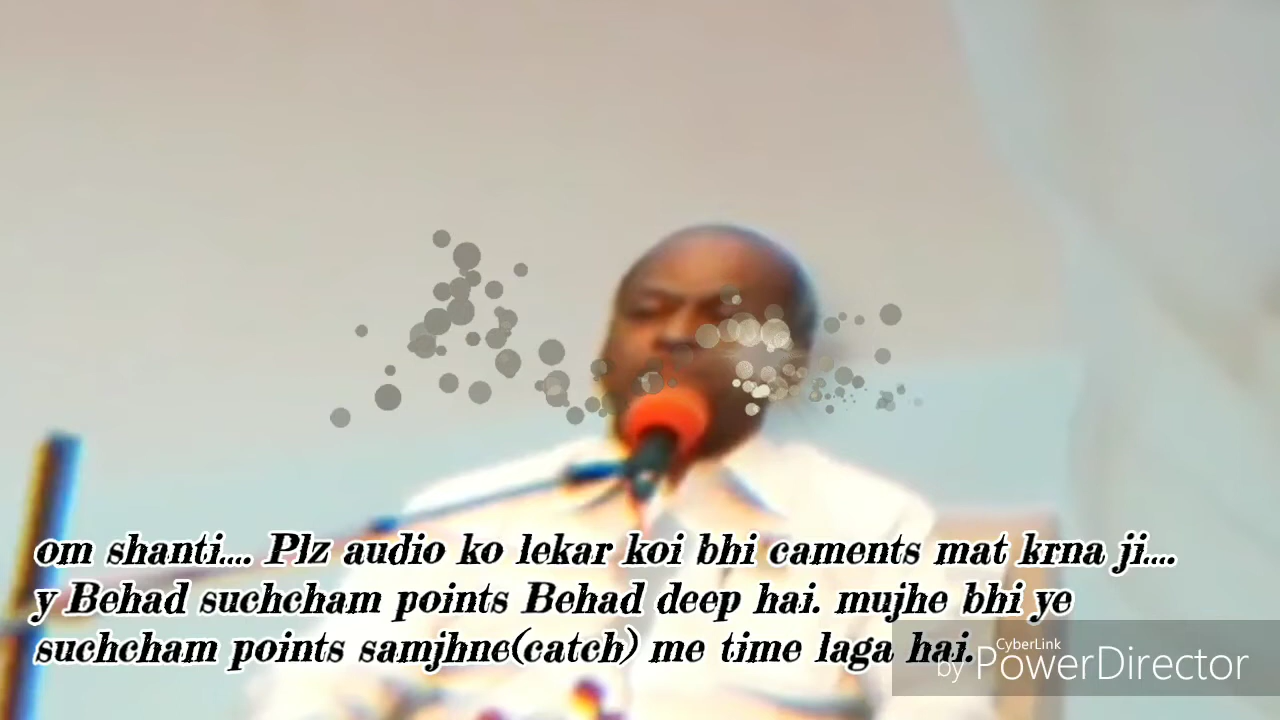 om shanti.... Plz audio ko lekar koi bhi caments mat krna ji....
y Behad suchcham points Behad deep hai. mujhe bhi ye
suchcham points samjhne(catch) me time laga hai.
CyberLink
by PowerDirector